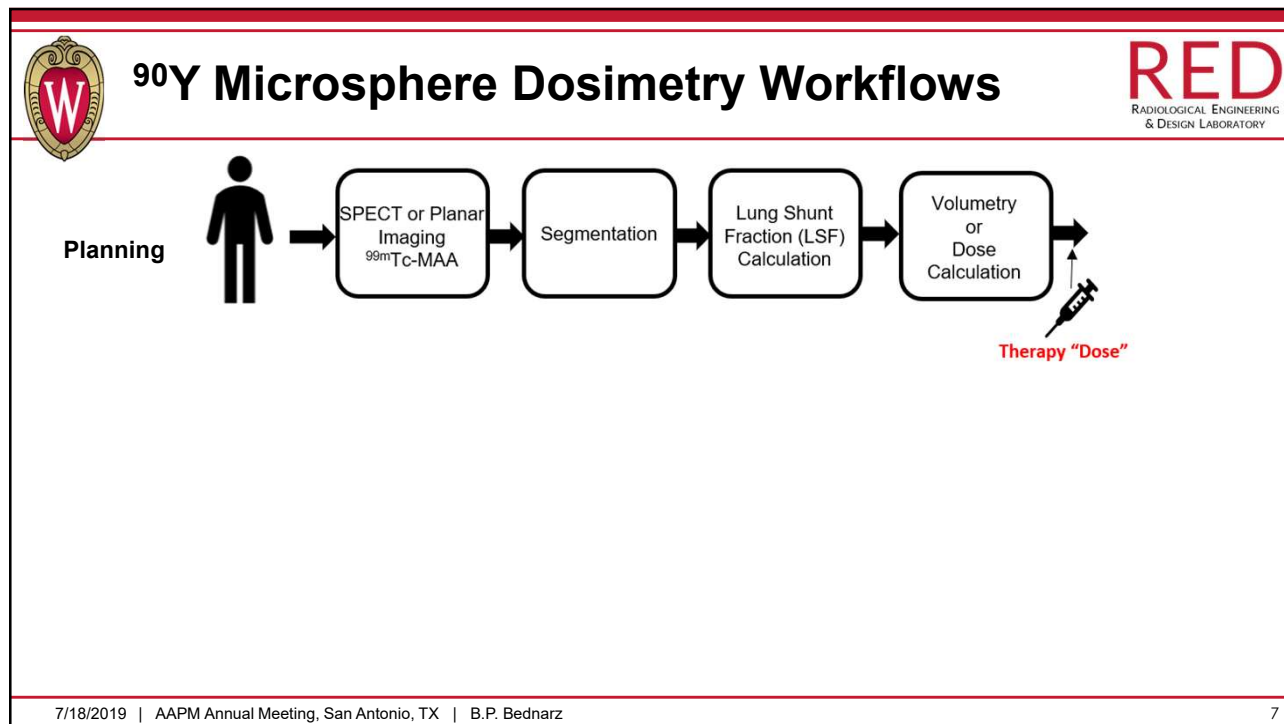 ⁹⁰Y Microsphere Dosimetry Workflows
W
RED
RADIOLOGICAL ENGINEERING
& DESIGN LABORATORY
Planning
SPECT or Planar
Imaging
⁹⁹ᵐTc-MAA
Segmentation
Lung Shunt
Fraction (LSF)
Calculation
Volumetry
or
Dose
Calculation
Therapy “Dose”
7/18/2019 | AAPM Annual Meeting, San Antonio, TX | B.P. Bednarz
7